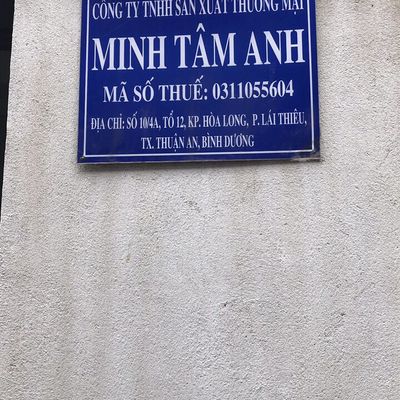 CÔNG TY TNHH SẢN XUẤT THƯƠNG MẠI
MINH TÂM ANH
MÃ SỐ THUẾ: 0311055604
ĐỊA CHỈ: SỐ 10/4A, TỔ 12, KP. HÒA LONG, P. LÁI THIÊU,
TX. THUẬN AN, BÌNH DƯƠNG